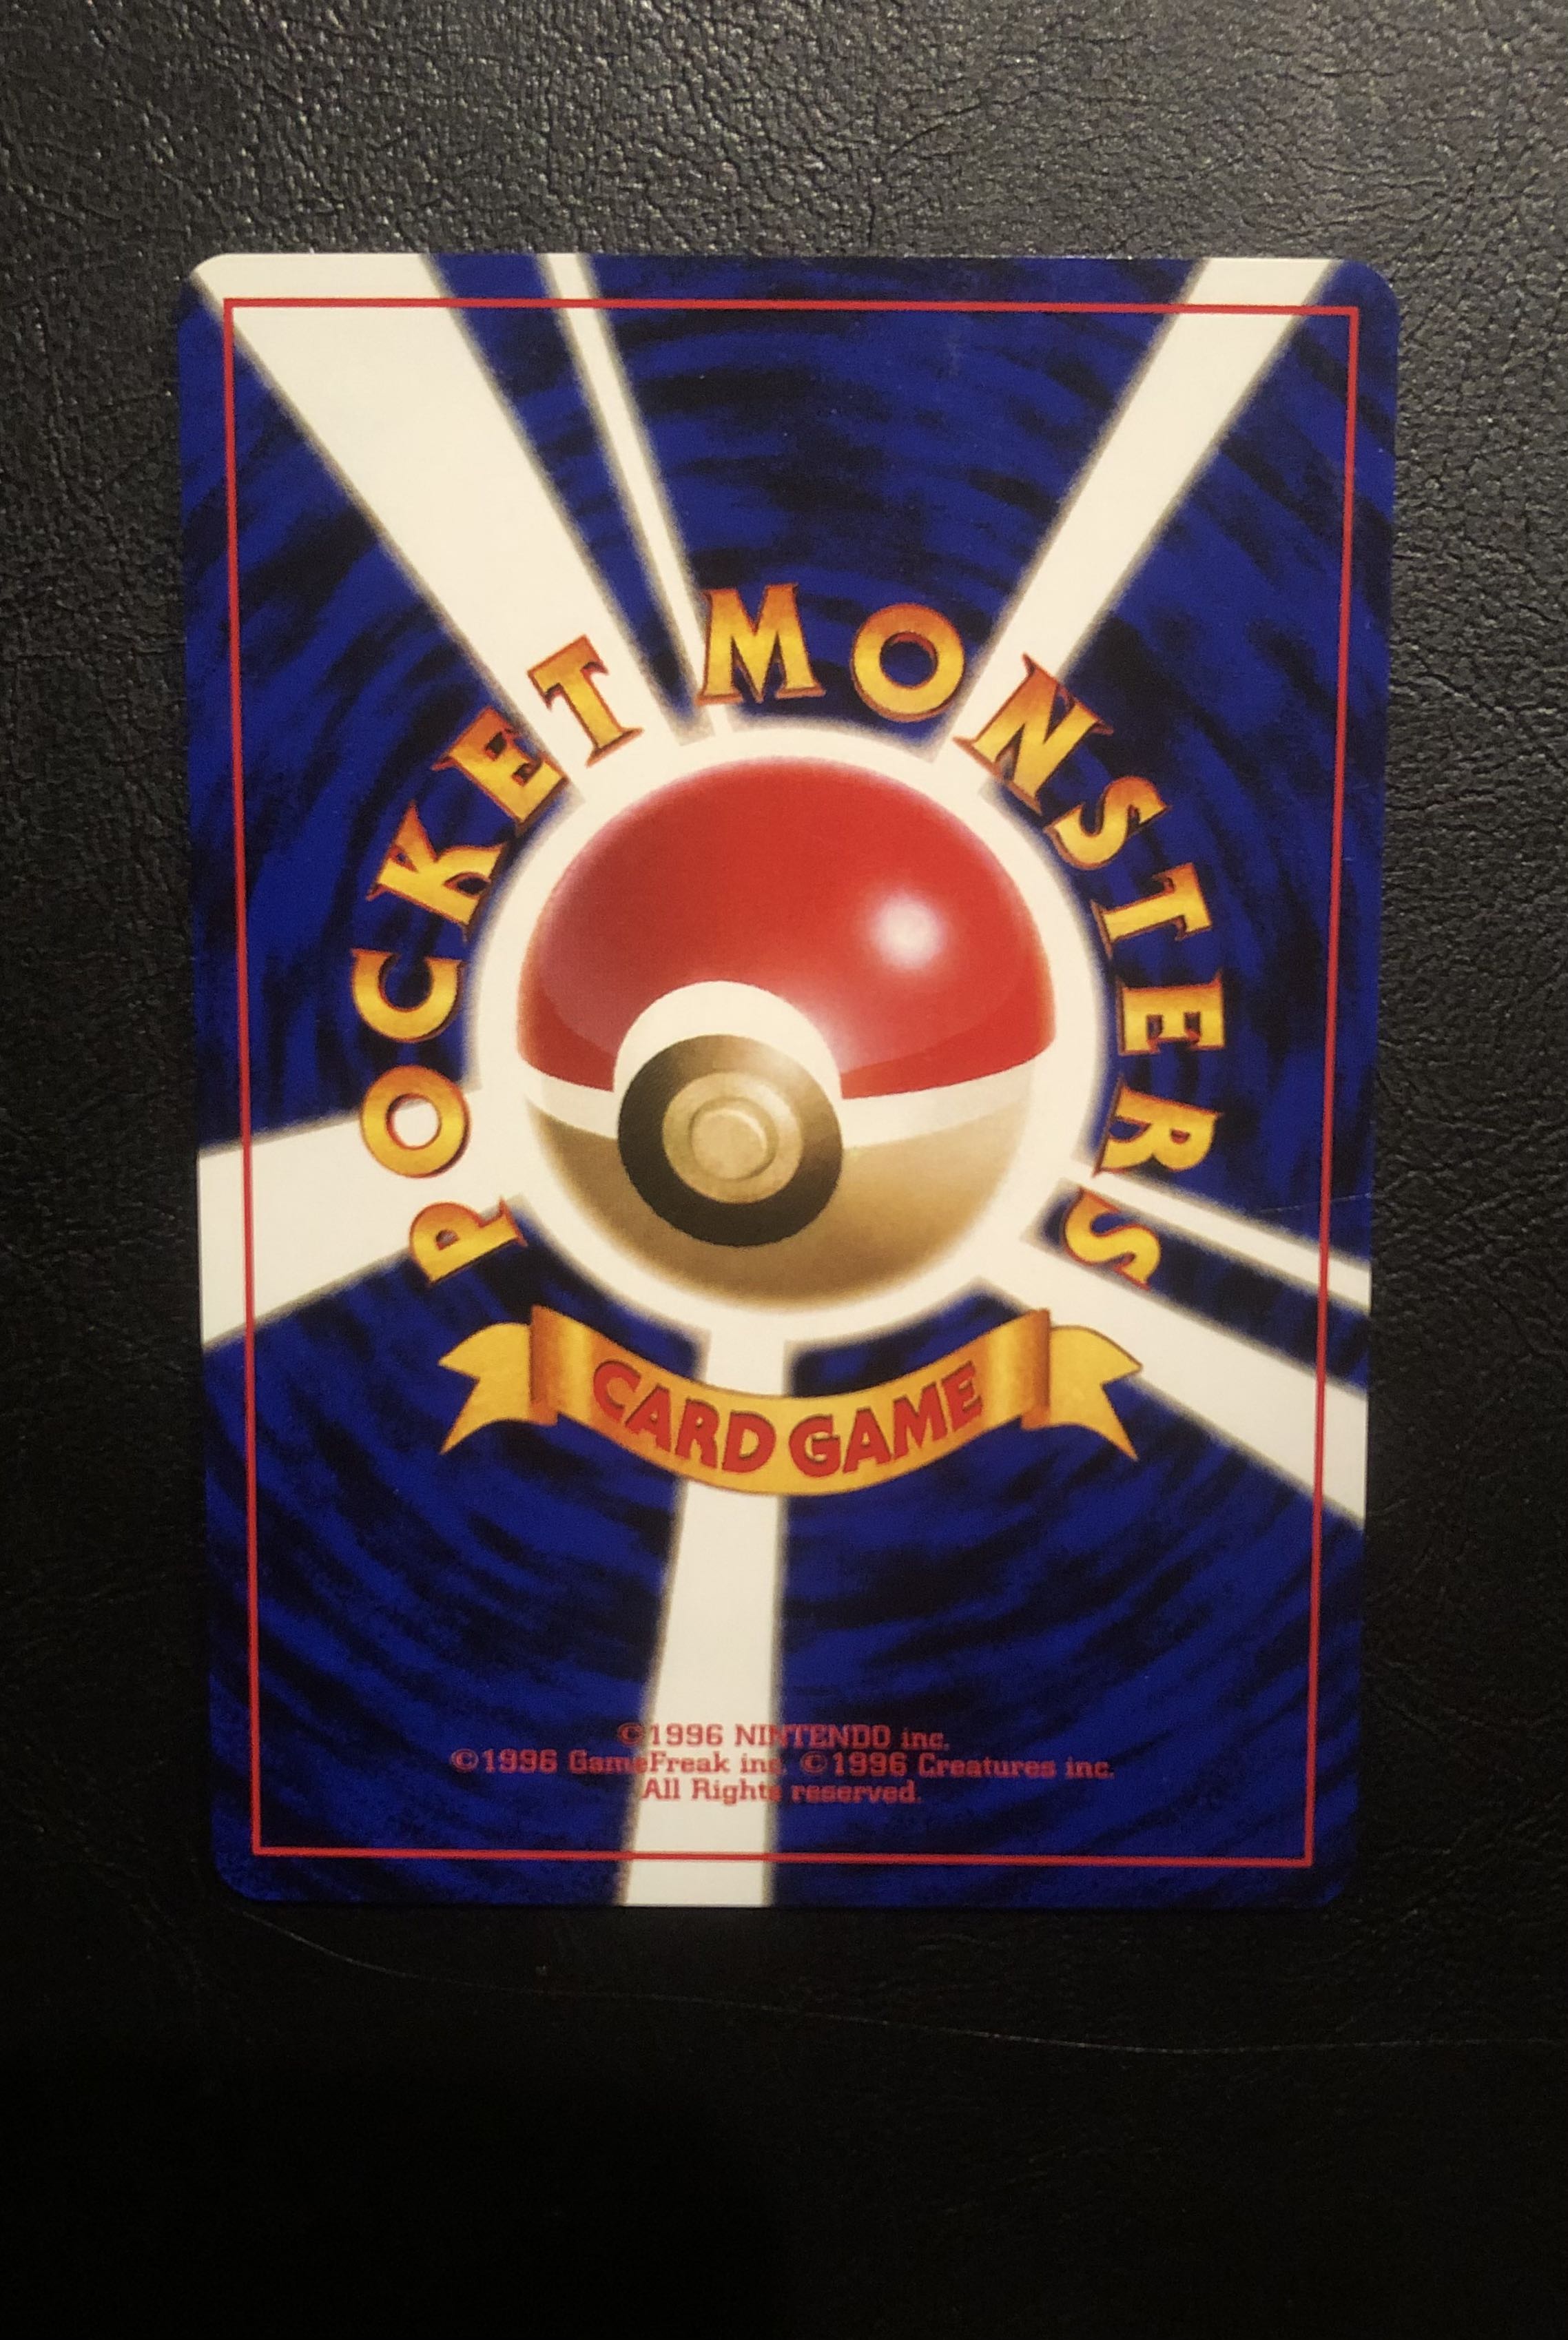 POCKET MONSTERS
CARD GAME
©1996 NINTENDO inc.
©1996 GameFreak inc. ©1996 Creatures inc.
All Rights reserved.